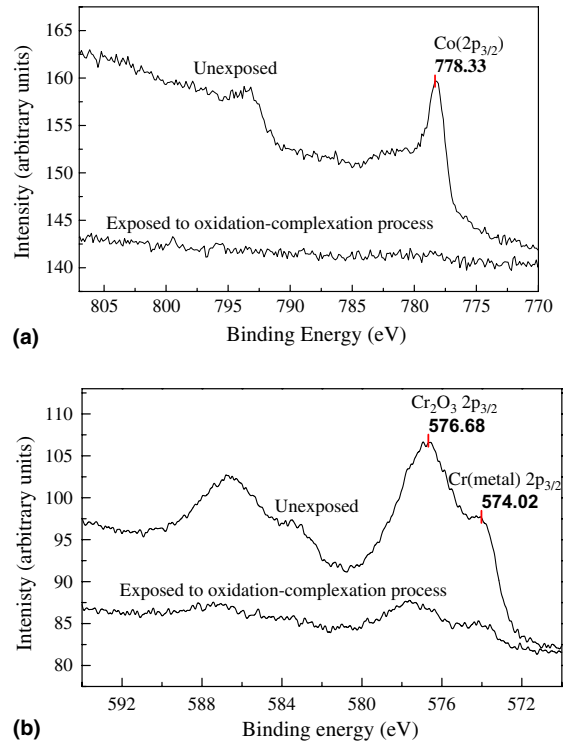 Co(2p3/2)
778.33
Unexposed
Exposed to oxidation-complexation process
Intensity (arbitrary units)
165
160
155
150
145
140
805 800 795 790 785 780 775 770
Binding Energy (eV)
(a)
Cr2O3 2p3/2
576.68
Cr(metal) 2p3/2
574.02
Unexposed
Exposed to oxidation-complexation process
Intenisty (arbitrary units)
110
105
100
95
90
85
80
592 588 584 580 576 572
Binding energy (eV)
(b)